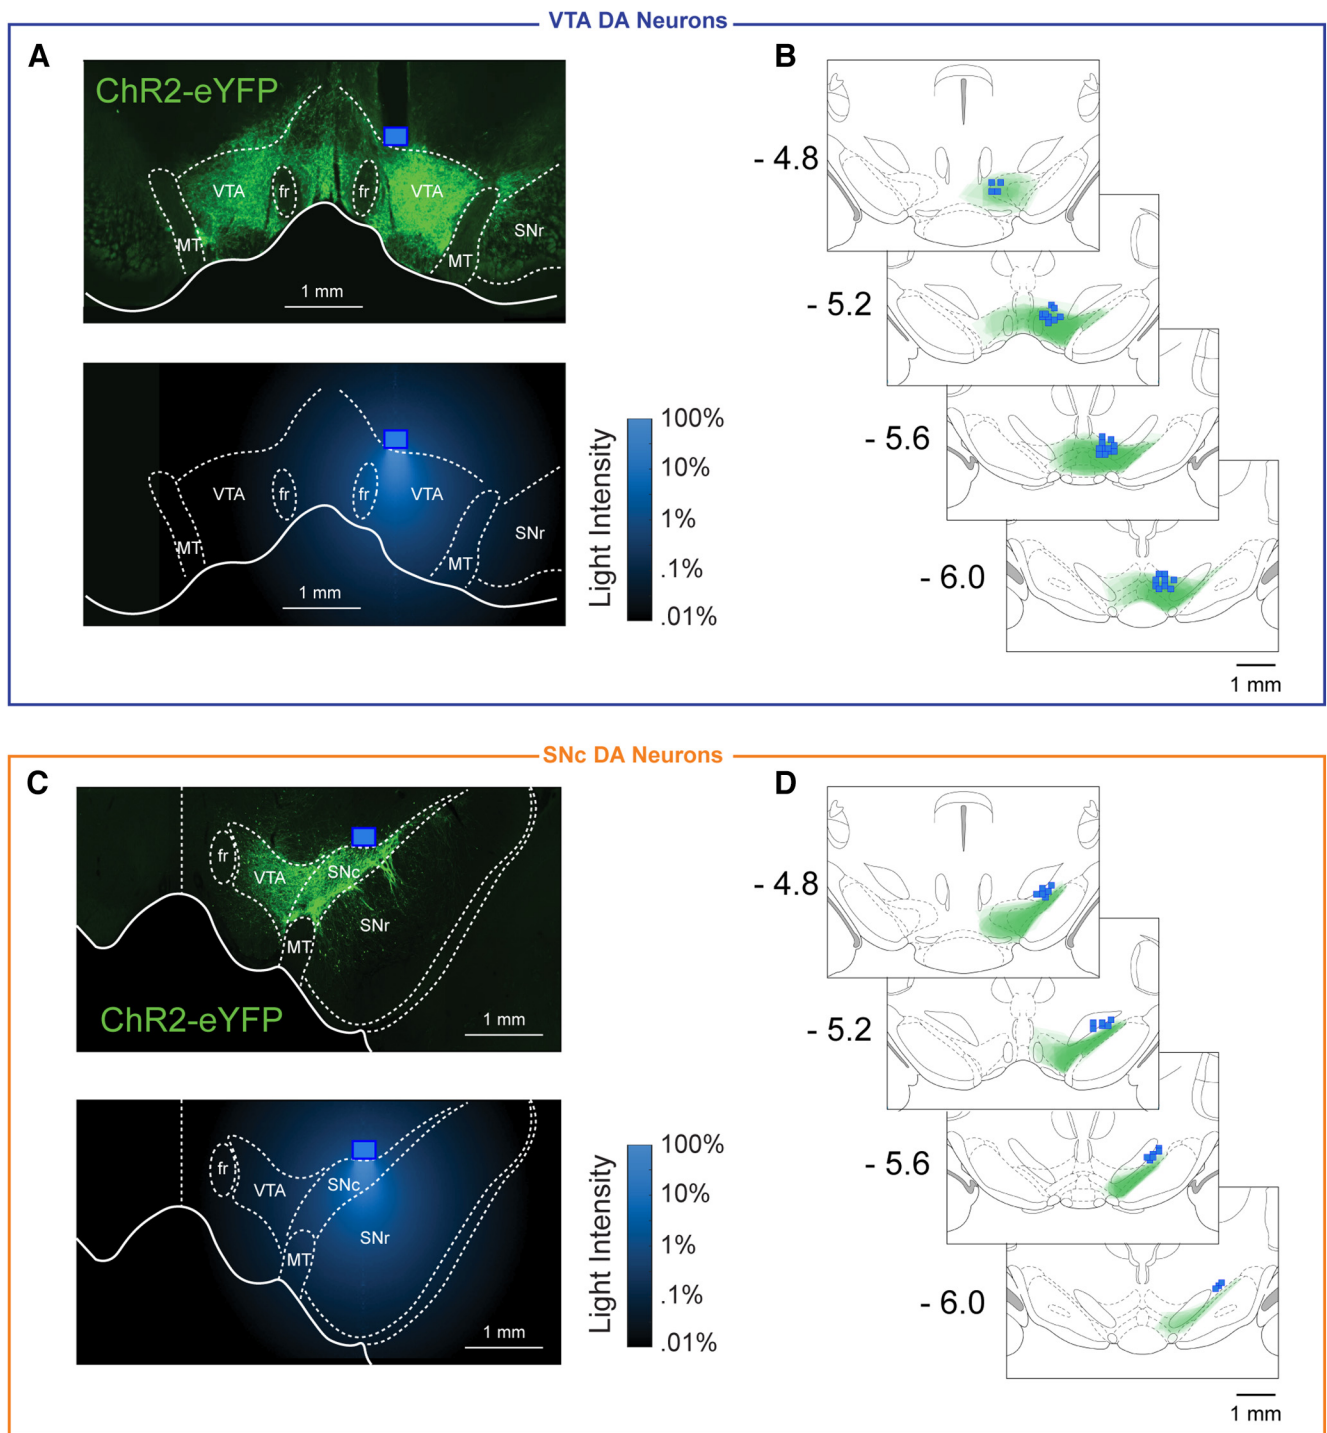 VTA DA Neurons
A
ChR2-eYFP
VTA
fr
fr
VTA
MT
MT
SNr
1 mm
VTA
fr
fr
VTA
MT
MT
SNr
1 mm
Light Intensity
100%
10%
1%
.1%
.01%
B
- 4.8
- 5.2
- 5.6
- 6.0
1 mm
SNc DA Neurons
C
fr
VTA
SNc
SNr
MT
ChR2-eYFP
1 mm
fr
VTA
SNc
SNr
MT
1 mm
Light Intensity
100%
10%
1%
.1%
.01%
D
- 4.8
- 5.2
- 5.6
- 6.0
1 mm